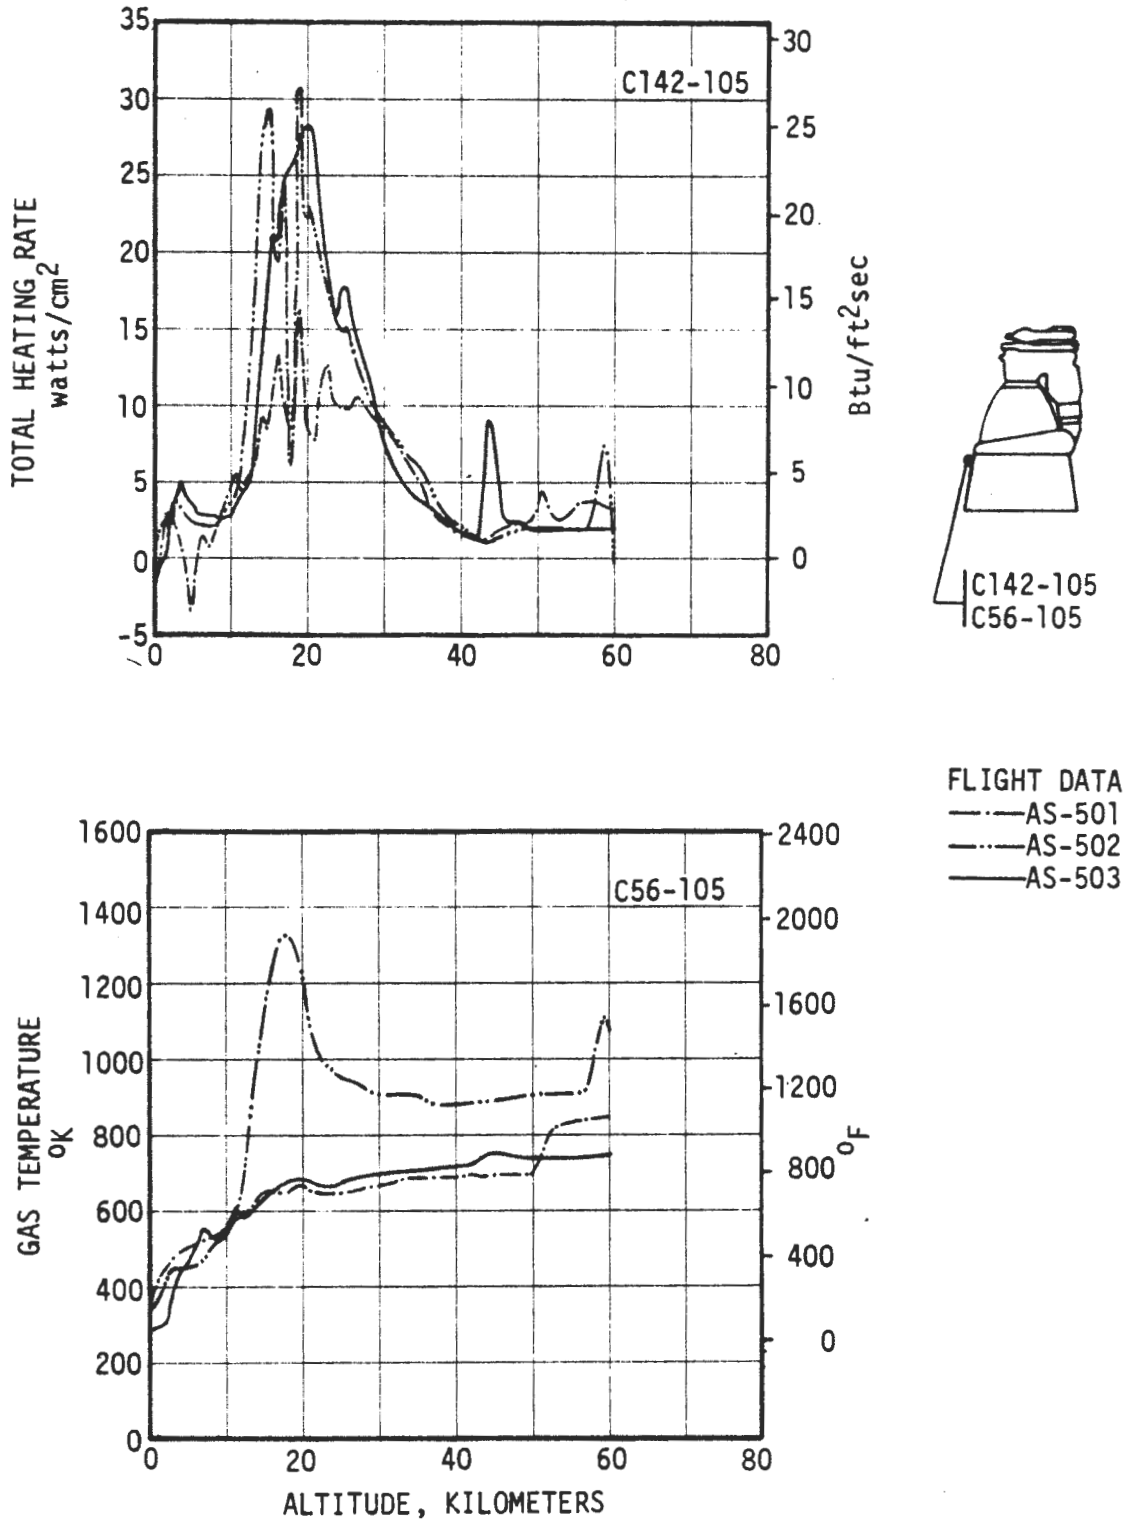 TOTAL HEATING RATE
watts/cm2
35
30
25
20
15
10
5
0
-5
C142-105
30
25
20
15
10
5
0
Btu/ft2sec
0 20 40 60 80
C142-105
C56-105
FLIGHT DATA
AS-501
AS-502
AS-503
GAS TEMPERATURE
oK
1600
1400
1200
1000
800
600
400
200
0
C56-105
2400
2000
1600
1200
800
400
0
oF
0 20 40 60 80
ALTITUDE, KILOMETERS